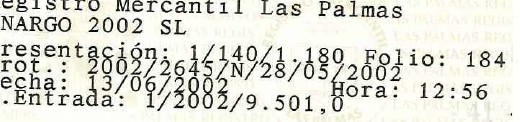 egistro Mercantil Las Palmas
NARGO 2002 SL
resentación: 1/140/1.180 Folio: 184
rot.: 2002/2645/N/28/05/2002
echa: 13/06/2002 Hora: 12:56
.Entrada: 1/2002/9.501,0